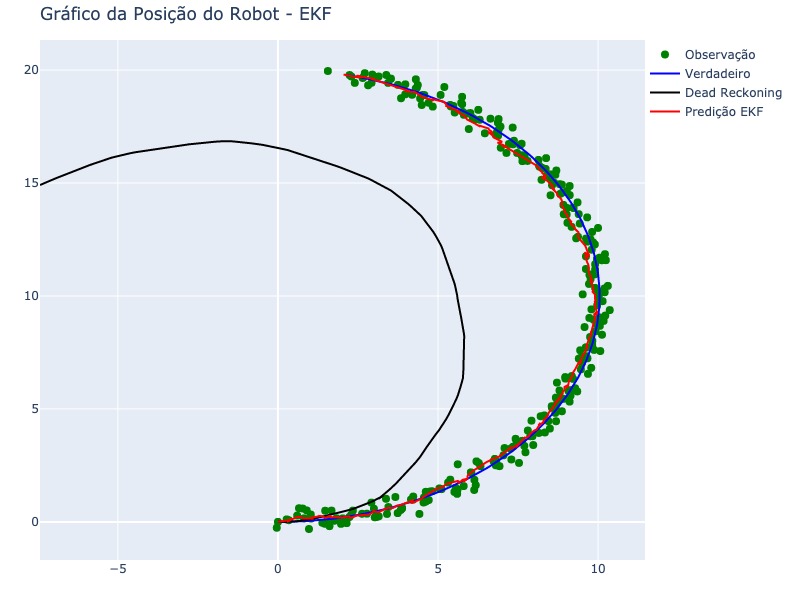 Gráfico da Posição do Robot - EKF
Observação
Verdadeiro
Dead Reckoning
Predição EKF
20
15
10
5
0
−5 0 5 10